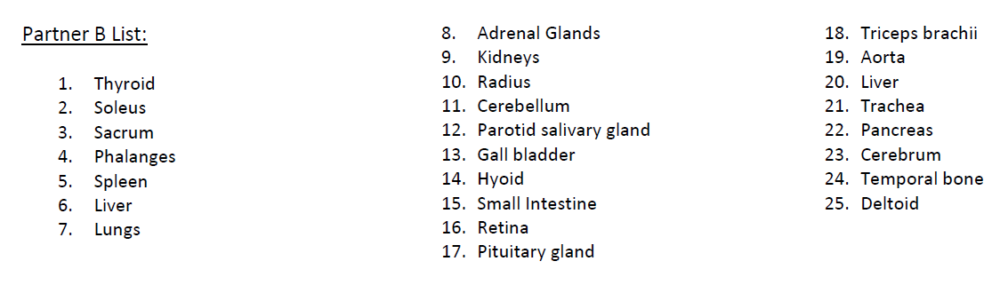 Partner B List:
1. Thyroid
2. Soleus
3. Sacrum
4. Phalanges
5. Spleen
6. Liver
7. Lungs
8. Adrenal Glands
9. Kidneys
10. Radius
11. Cerebellum
12. Parotid salivary gland
13. Gall bladder
14. Hyoid
15. Small Intestine
16. Retina
17. Pituitary gland
18. Triceps brachii
19. Aorta
20. Liver
21. Trachea
22. Pancreas
23. Cerebrum
24. Temporal bone
25. Deltoid